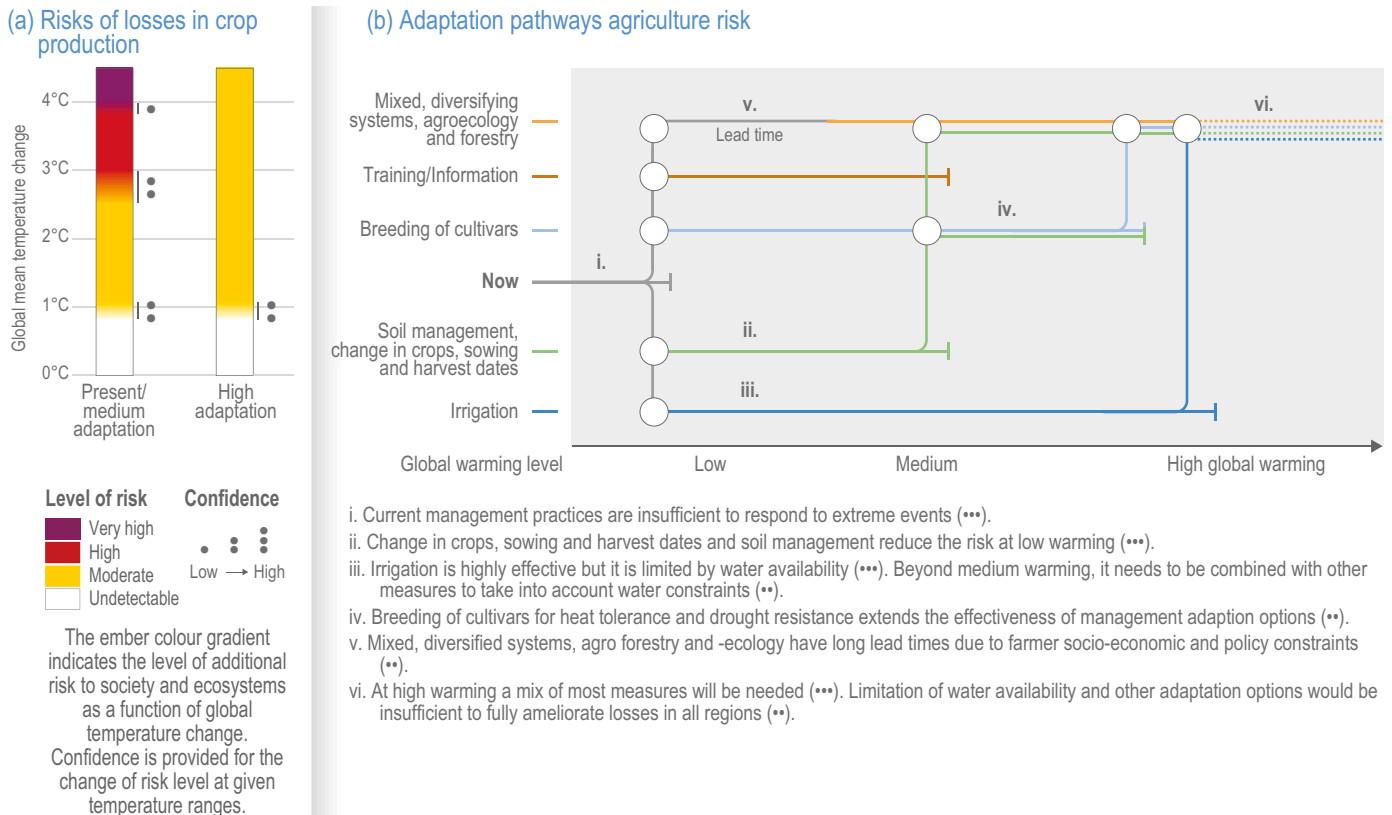 (a) Risks of losses in crop
production
Global mean temperature change
4°C
3°C
2°C
1°C
0°C
Present/
medium
adaptation
High
adaptation
Level of risk
Very high
High
Moderate
Undetectable
Confidence
Low
High
The ember colour gradient
indicates the level of additional
risk to society and ecosystems
as a function of global
temperature change.
Confidence is provided for the
change of risk level at given
temperature ranges.
(b) Adaptation pathways agriculture risk
Mixed, diversifying
systems, agroecology
and forestry
Training/Information
Breeding of cultivars
Now
Soil management,
change in crops, sowing
and harvest dates
Irrigation
v.
Lead time
vi.
iv.
i.
ii.
iii.
Global warming level
Low
Medium
High global warming
i. Current management practices are insufficient to respond to extreme events (•••).
ii. Change in crops, sowing and harvest dates and soil management reduce the risk at low warming (•••).
iii. Irrigation is highly effective but it is limited by water availability (•••). Beyond medium warming, it needs to be combined with other
measures to take into account water constraints (••).
iv. Breeding of cultivars for heat tolerance and drought resistance extends the effectiveness of management adaption options (••).
v. Mixed, diversified systems, agro forestry and -ecology have long lead times due to farmer socio-economic and policy constraints
(••).
vi. At high warming a mix of most measures will be needed (•••). Limitation of water availability and other adaptation options would be
insufficient to fully ameliorate losses in all regions (••).